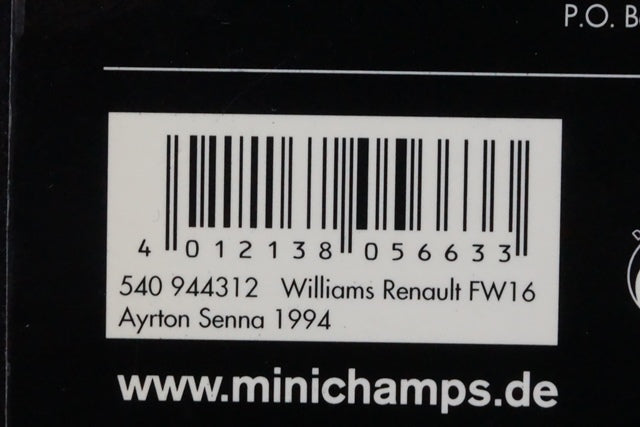 P.O. B
4 012138 056633
540 944312 Williams Renault FW16
Ayrton Senna 1994
www.minichamps.de